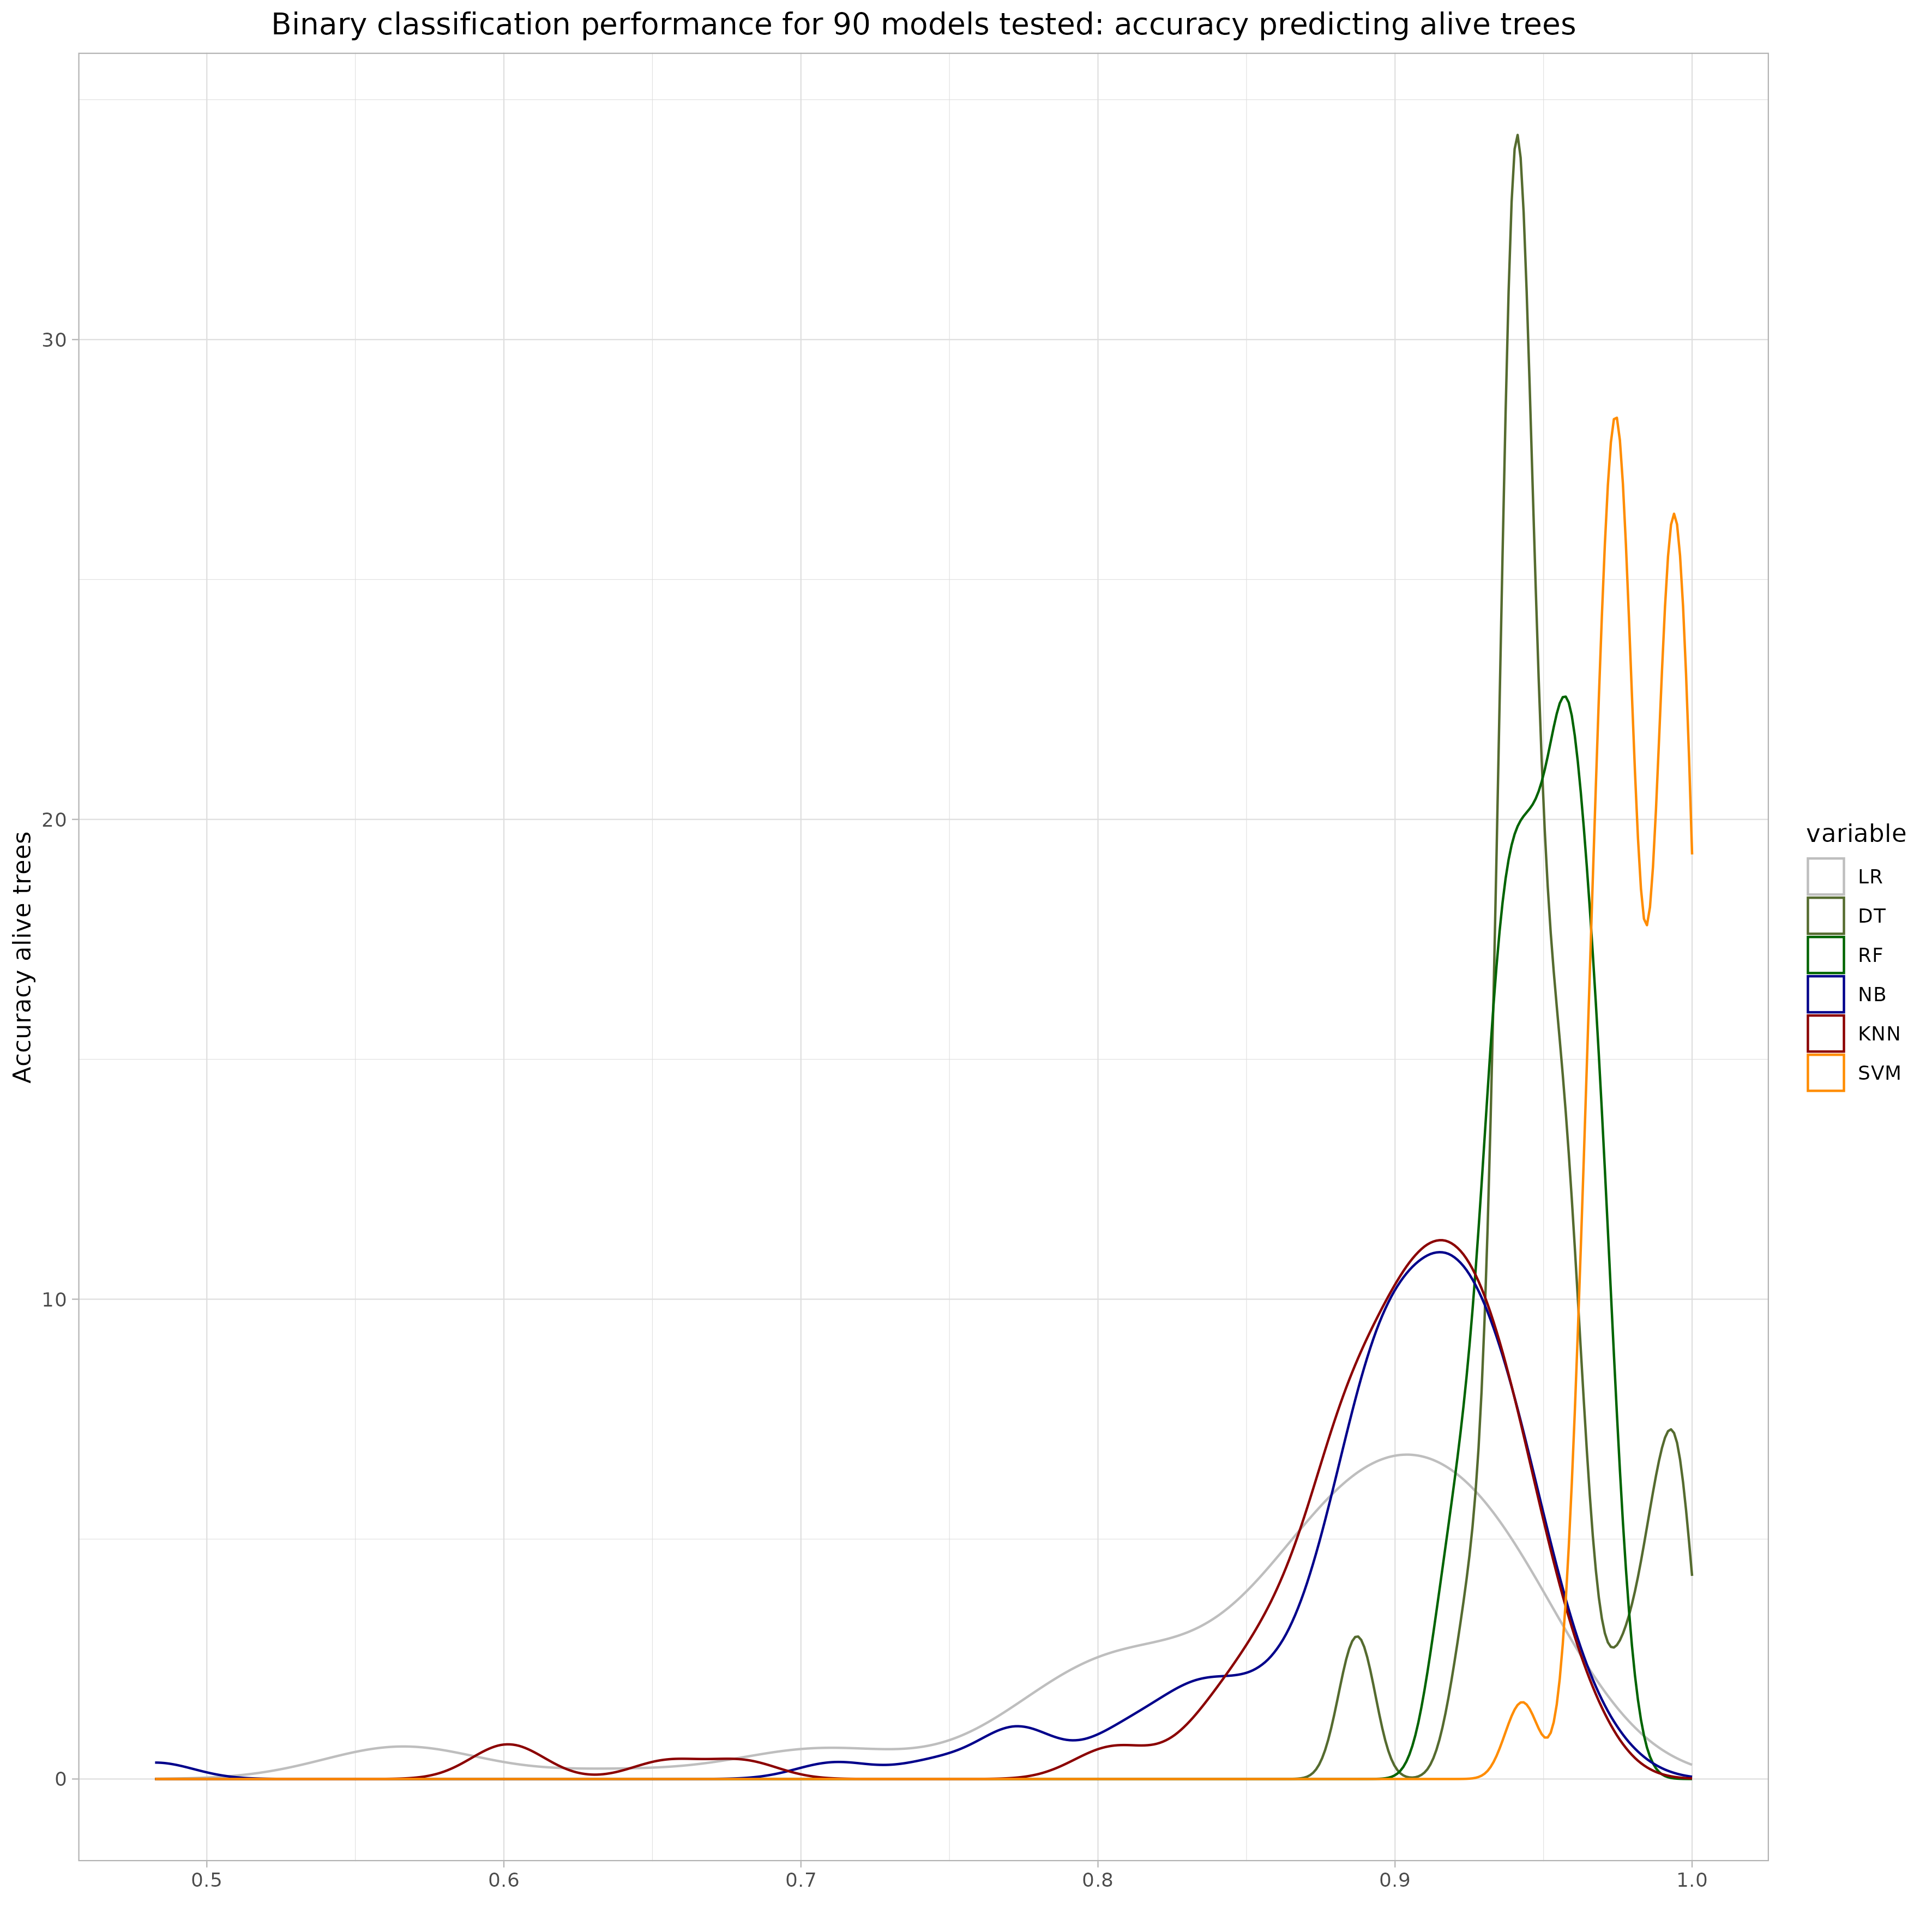 Binary classification performance for 90 models tested: accuracy predicting alive trees
Accuracy alive trees
30
20
10
0
0.5
0.6
0.7
0.8
0.9
1.0
variable
LR
DT
RF
NB
KNN
SVM